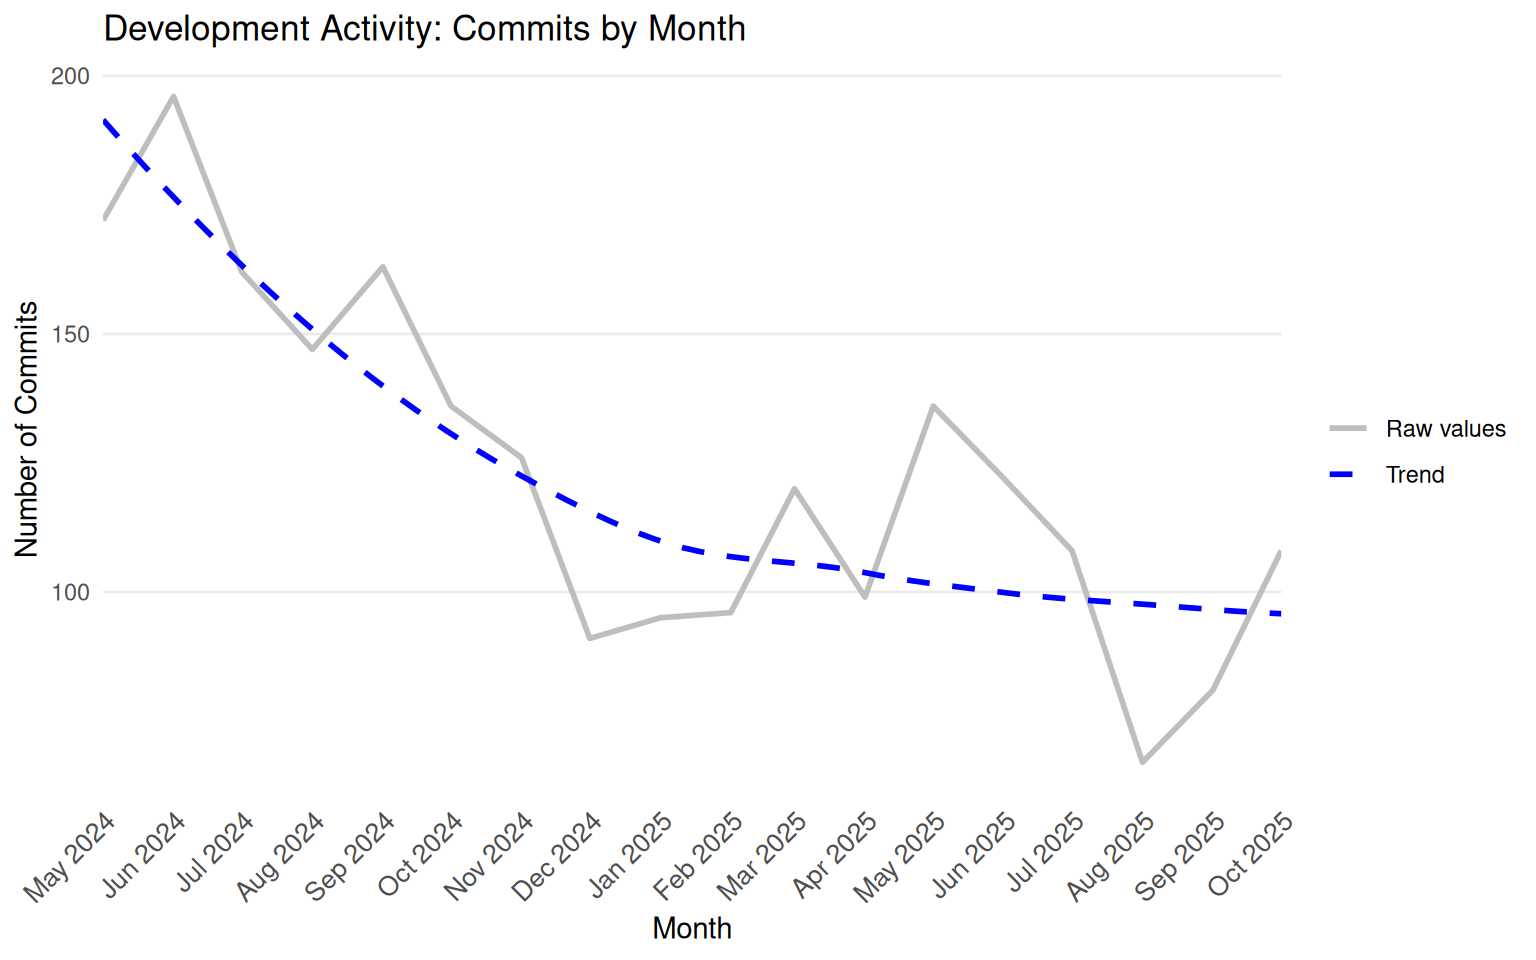 Development Activity: Commits by Month
200
150
100
Number of Commits
Raw values
Trend
May 2024
Jun 2024
Jul 2024
Aug 2024
Sep 2024
Oct 2024
Nov 2024
Dec 2024
Jan 2025
Feb 2025
Mar 2025
Apr 2025
May 2025
Jun 2025
Jul 2025
Aug 2025
Sep 2025
Oct 2025
Month